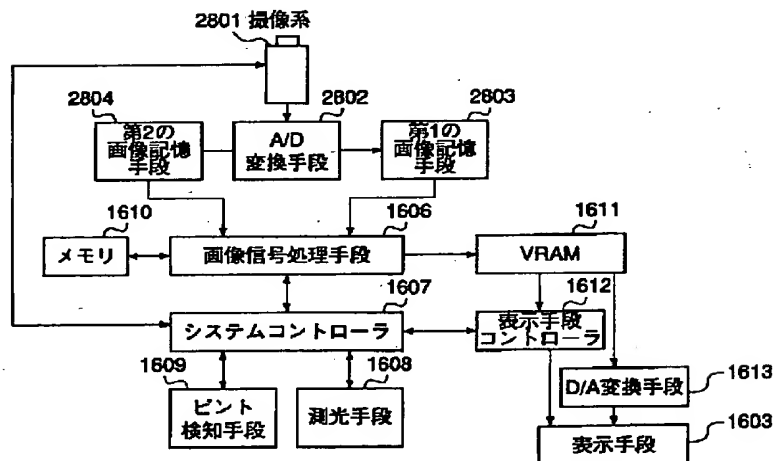 2801 撮像系
2804
2802
2803
第2の
画像記憶
手段
A/D
変換手段
第1の
画像記憶
手段
1610
1606
1611
メモリ
画像信号処理手段
VRAM
1607
1612
システムコントローラ
表示手段
コントローラ
1609
1608
ピント
検知手段
測光手段
D/A変換手段
1613
表示手段
1603